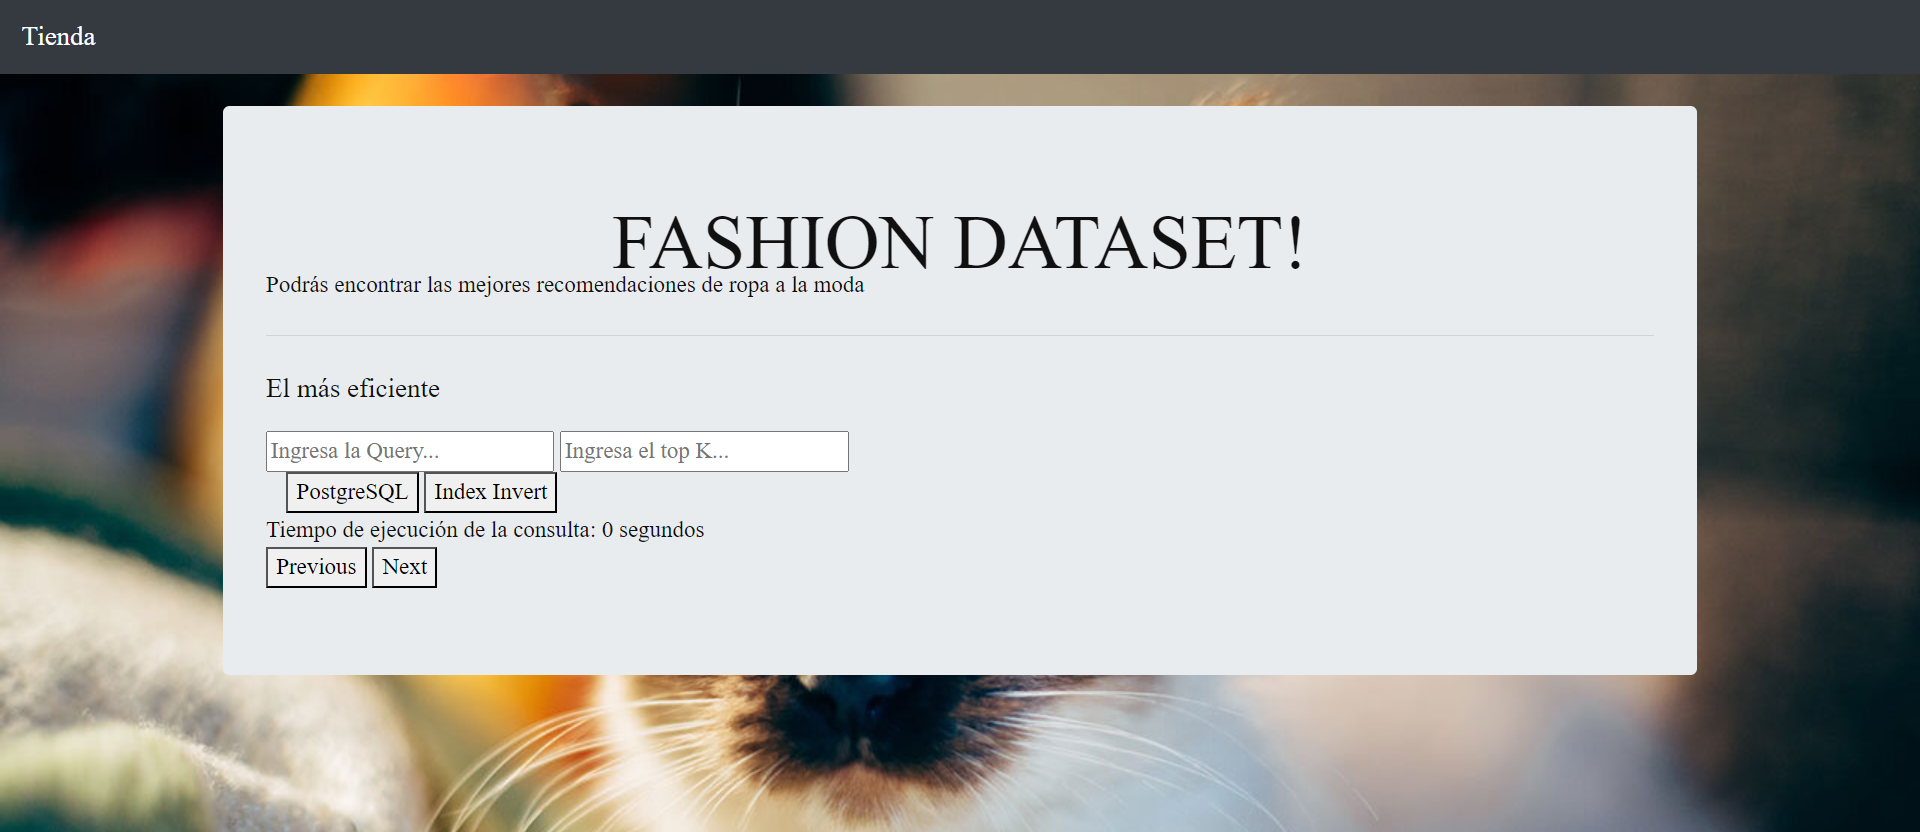 Tienda
FASHION DATASET!
Podrás encontrar las mejores recomendaciones de ropa a la moda
El más eficiente
Ingresa la Query... Ingresa el top K...
PostgreSQL Index Invert
Tiempo de ejecución de la consulta: 0 segundos
Previous Next